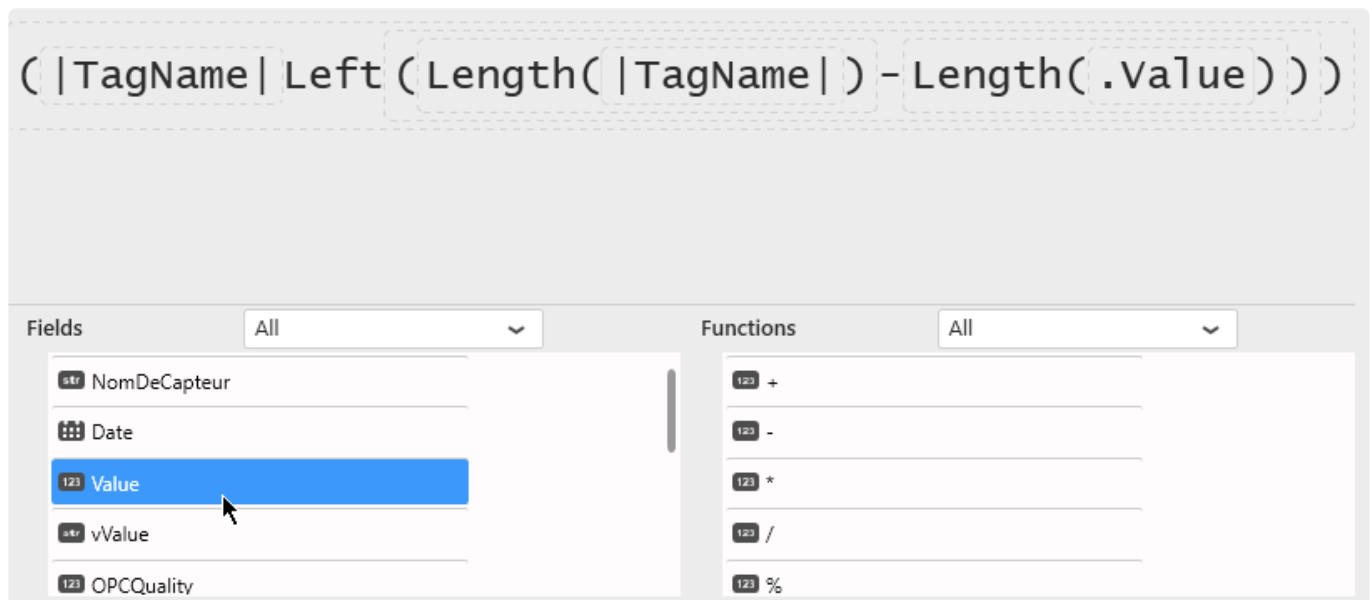 (|TagName|Left(Length(|TagName|)-Length(.Value)))
Fields All Functions All
str NomDeCapteur 123 +
Date 123 -
123 Value 123 *
str vValue 123 /
123 OPCQuality 123 %